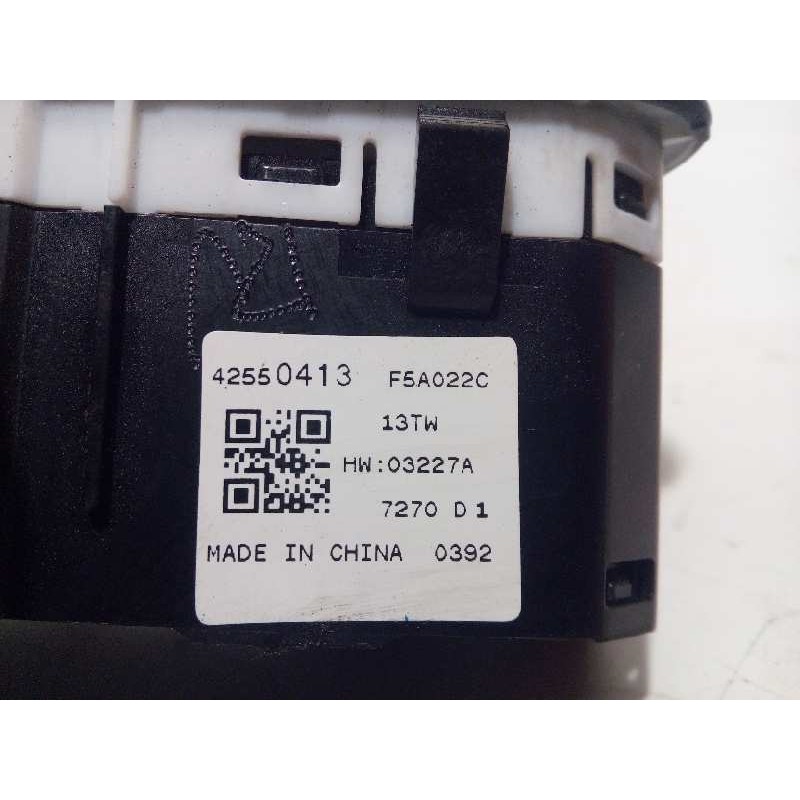 42550413 F5A022C
13TW
HW:03227A
7270 D1
MADE IN CHINA 0392